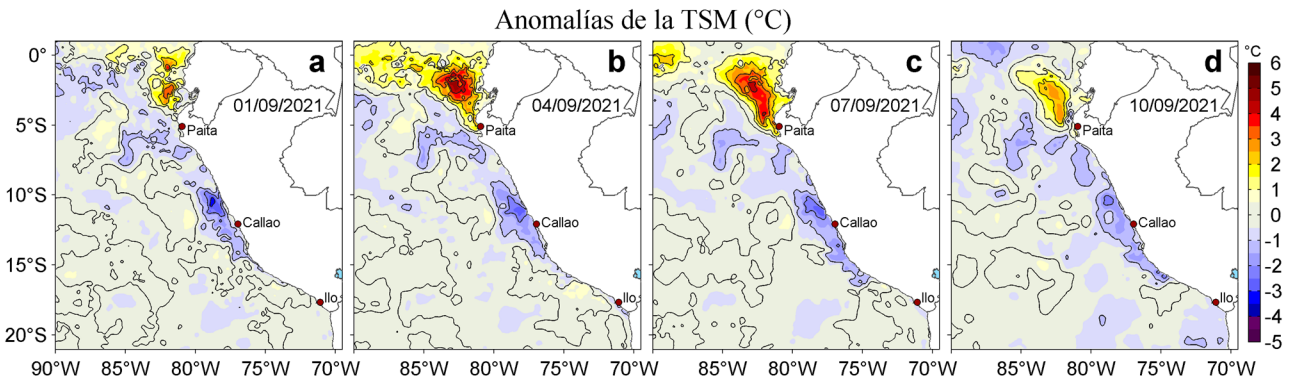 Anomalías de la TSM (°C)
a
01/09/2021
Paita
Callao
Ilo
b
04/09/2021
Paita
Callao
Ilo
c
07/09/2021
Paita
Callao
Ilo
d
10/09/2021
Paita
Callao
Ilo
0°
5°S
10°S
15°S
20°S
90°W 85°W 80°W 75°W 70°W
85°W 80°W 75°W 70°W
85°W 80°W 75°W 70°W
85°W 80°W 75°W 70°W
°C
6
5
4
3
2
1
0
-1
-2
-3
-4
-5